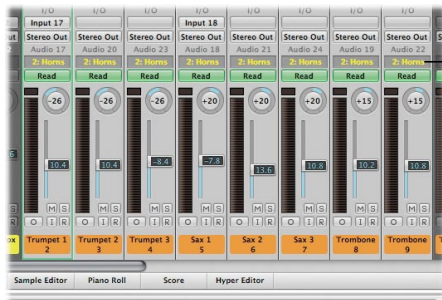 I/O I/O I/O I/O I/O I/O I/O I/O
Input 17 Input 18
Stereo Out Stereo Out Stereo Out Stereo Out Stereo Out Stereo Out Stereo Out Stereo Out
Audio 17 Audio 20 Audio 23 Audio 18 Audio 21 Audio 24 Audio 19 Audio 22
2: Horns 2: Horns 2: Horns 2: Horns 2: Horns 2: Horns 2: Horns 2: Horns
Read Read Read Read Read Read Read Read
-26 -26 -26 +20 +20 +20 +15 +15
10.4 10.4 -8.4 -7.8 13.6 10.8 10.2 10.8
M S M S M S M S M S M S M S M S
I R I R I R I R I R I R I R I R
Trumpet 1 Trumpet 2 Trumpet 3 Sax 1 Sax 2 Sax 3 Trombone Trombone
2 3 4 5 6 7 8 9
Sample Editor Piano Roll Score Hyper Editor